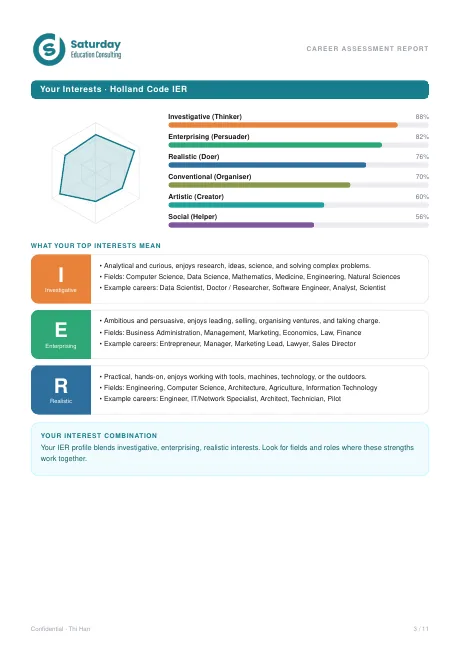 Saturday
Education Consulting
CAREER ASSESSMENT REPORT
Your Interests · Holland Code IER
Investigative (Thinker) 88%
Enterprising (Persuader) 82%
Realistic (Doer) 76%
Conventional (Organiser) 70%
Artistic (Creator) 60%
Social (Helper) 56%
WHAT YOUR TOP INTERESTS MEAN
I
Investigative
• Analytical and curious, enjoys research, ideas, science, and solving complex problems.
• Fields: Computer Science, Data Science, Mathematics, Medicine, Engineering, Natural Sciences
• Example careers: Data Scientist, Doctor / Researcher, Software Engineer, Analyst, Scientist
E
Enterprising
• Ambitious and persuasive, enjoys leading, selling, organising ventures, and taking charge.
• Fields: Business Administration, Management, Marketing, Economics, Law, Finance
• Example careers: Entrepreneur, Manager, Marketing Lead, Lawyer, Sales Director
R
Realistic
• Practical, hands-on, enjoys working with tools, machines, technology, or the outdoors.
• Fields: Engineering, Computer Science, Architecture, Agriculture, Information Technology
• Example careers: Engineer, IT/Network Specialist, Architect, Technician, Pilot
YOUR INTEREST COMBINATION
Your IER profile blends investigative, enterprising, realistic interests. Look for fields and roles where these strengths
work together.
Confidential · Thi Han
3 / 11